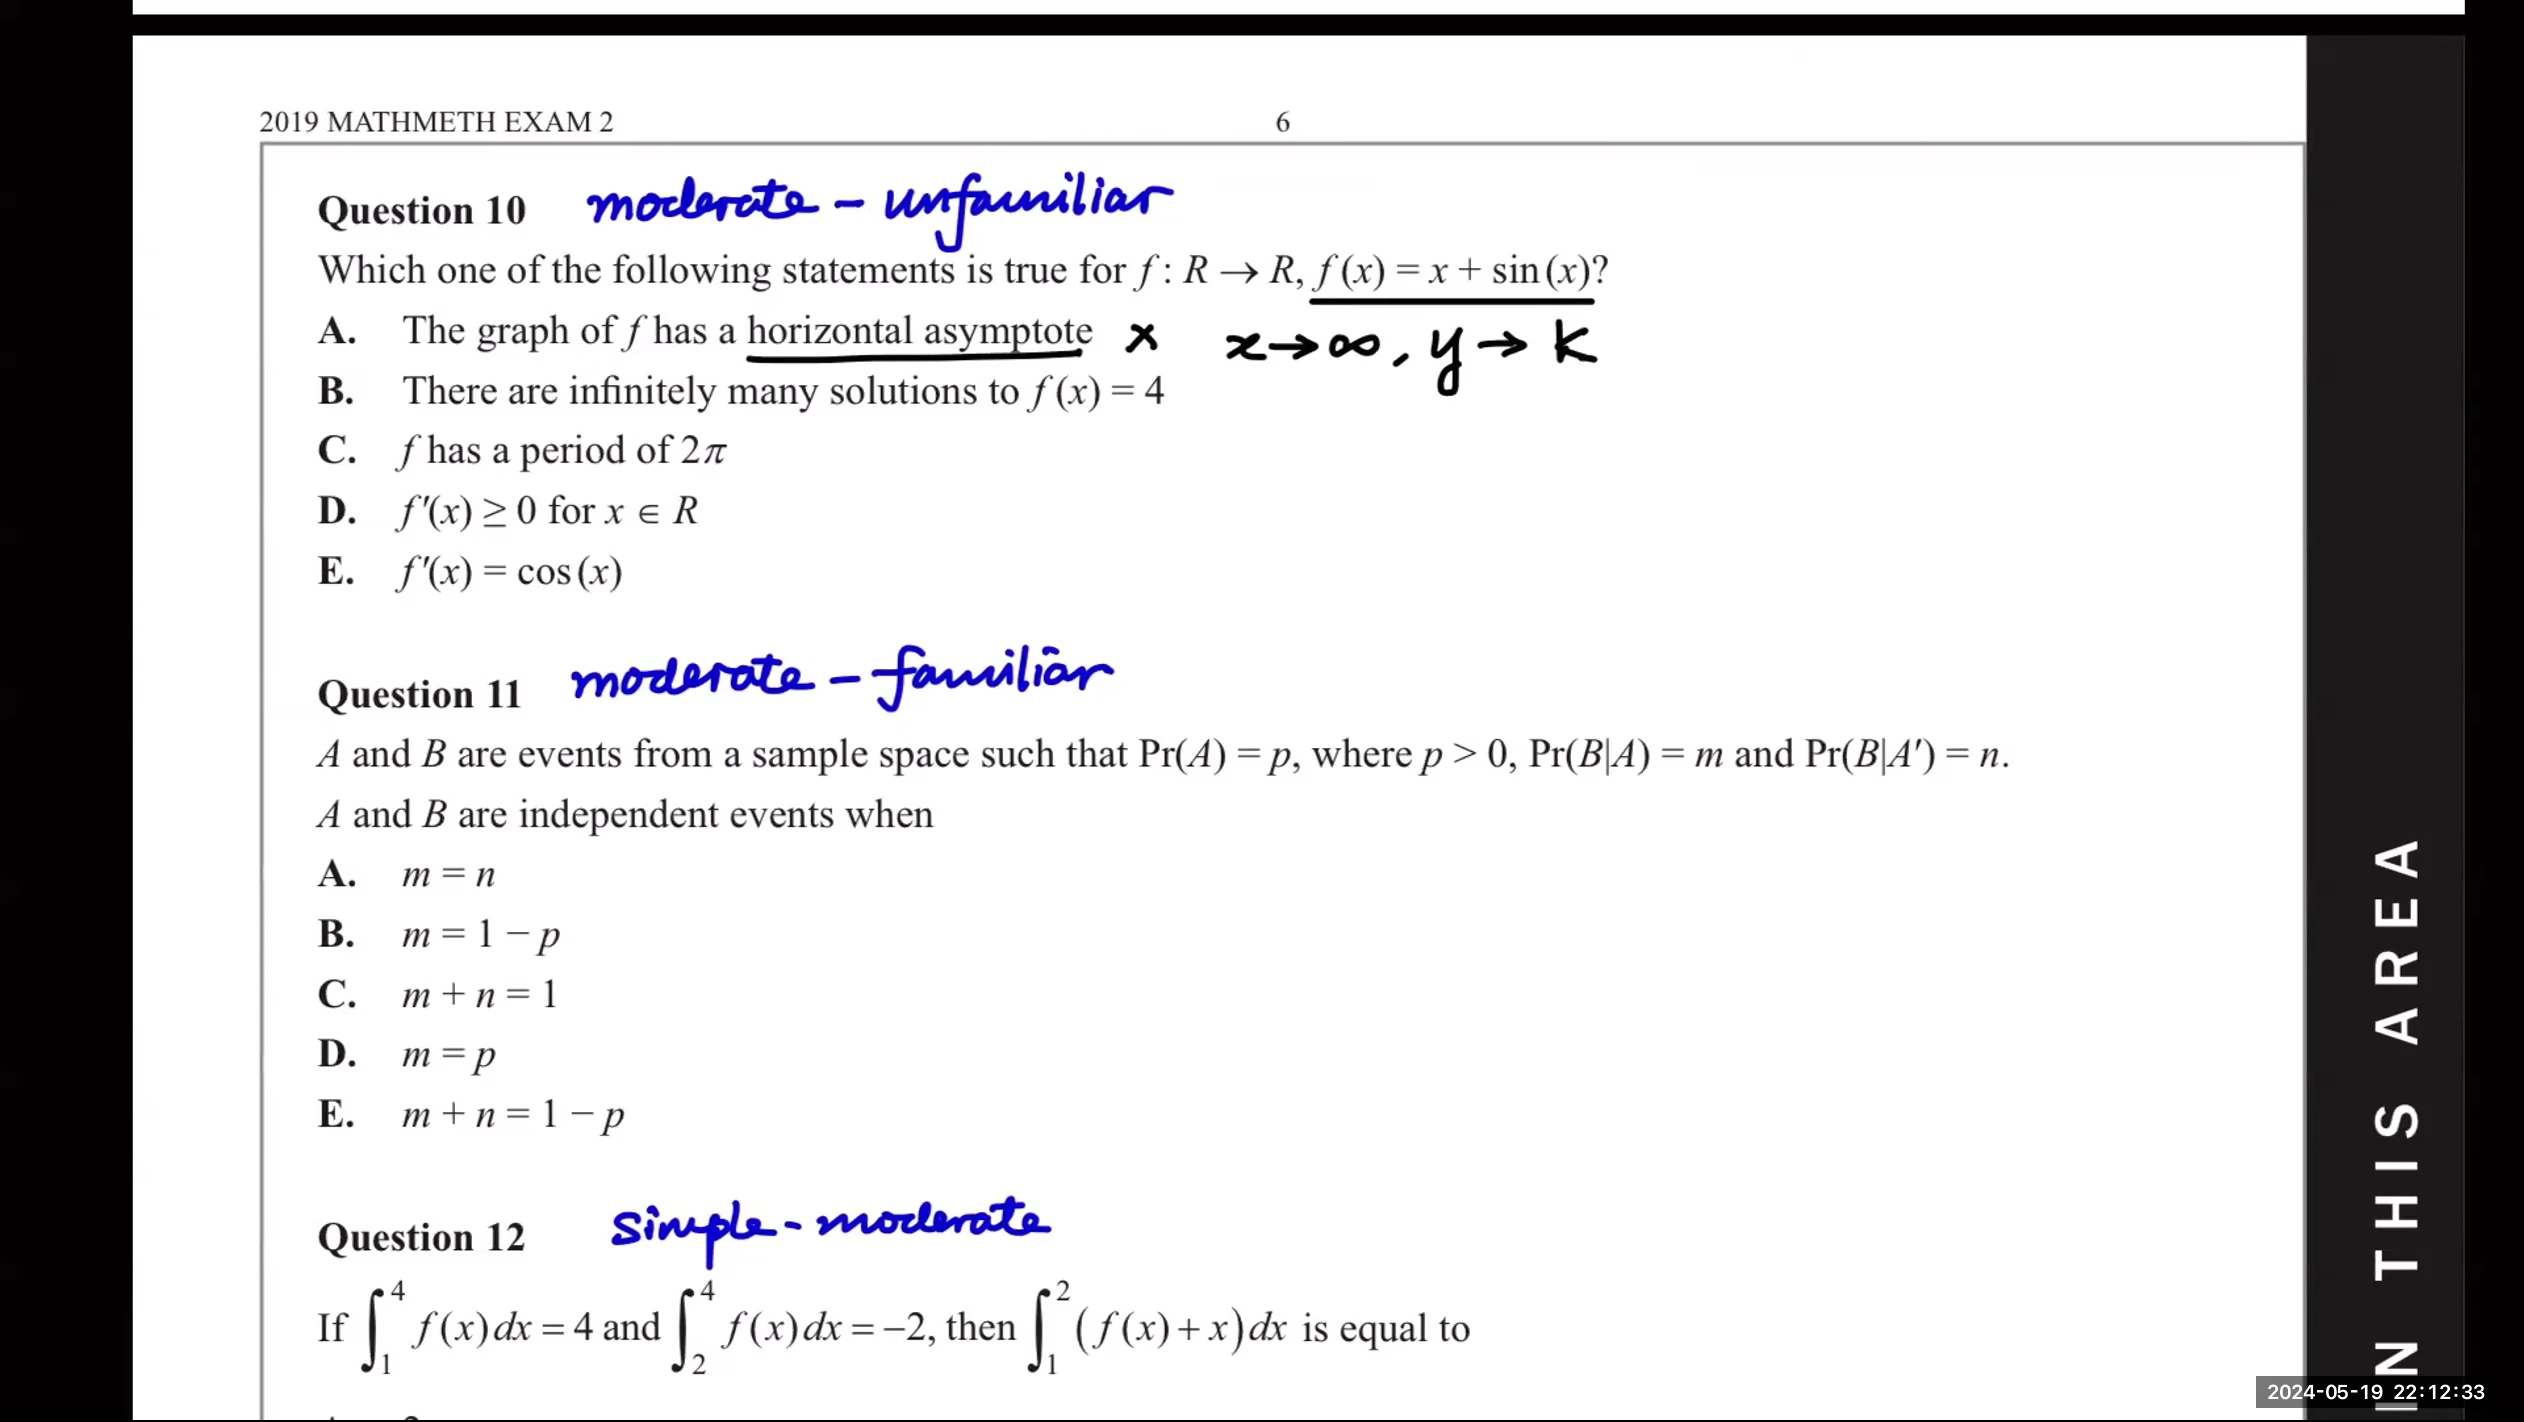 2019 MATHMETH EXAM 2 6
Question 10 moderate - unfamiliar
Which one of the following statements is true for f : R → R, f (x) = x + sin (x)?
A. The graph of f has a horizontal asymptote × x → ∞, y → k
B. There are infinitely many solutions to f (x) = 4
C. f has a period of 2π
D. f′(x) ≥ 0 for x ∈ R
E. f′(x) = cos (x)
Question 11 moderate - familiar
A and B are events from a sample space such that Pr(A) = p, where p > 0, Pr(B|A) = m and Pr(B|A′) = n.
A and B are independent events when
A. m = n
B. m = 1 − p
C. m + n = 1
D. m = p
E. m + n = 1 − p
Question 12 simple - moderate
If ∫₁⁴ f (x) dx = 4 and ∫₂⁴ f (x) dx = −2, then ∫₁² (f (x) + x) dx is equal to
IN THIS AREA
2024-05-19 22:12:33